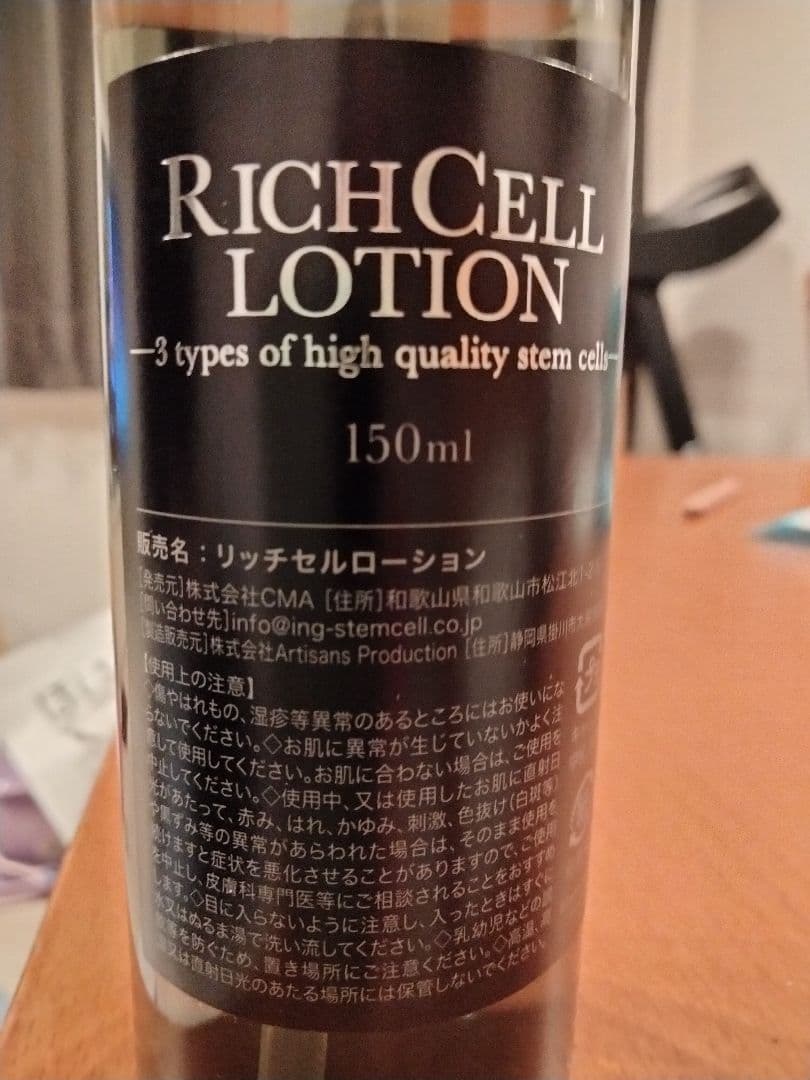 RICHCELL
LOTION
—3 types of high quality stem cells—
150ml
販売名：リッチセルローション
[発売元]株式会社CMA [住所]和歌山県和歌山市松江北1-2
[問い合わせ先]info@ing-stemcell.co.jp
[製造販売元]株式会社Artisans Production [住所]静岡県掛川市大
【使用上の注意】
◇傷やはれもの、湿疹等異常のあるところにはお使いにな
らないでください。◇お肌に異常が生じていないかよく注
意して使用してください。お肌に合わない場合は、ご使用を
中止してください。◇使用中、又は使用したお肌に直射日
光があたって、赤み、はれ、かゆみ、刺激、色抜け(白斑等)
や黒ずみ等の異常があらわれた場合は、そのまま使用を
続けますと症状を悪化させることがありますので、ご使用
を中止し、皮膚科専門医等にご相談されることをおすすめ
します。◇目に入らないように注意し、入ったときはすぐに
水又はぬるま湯で洗い流してください。◇乳幼児などの誤
等を防ぐため、置き場所にご注意ください。◇高温、
又は直射日光のあたる場所には保管しないでください。
プラ